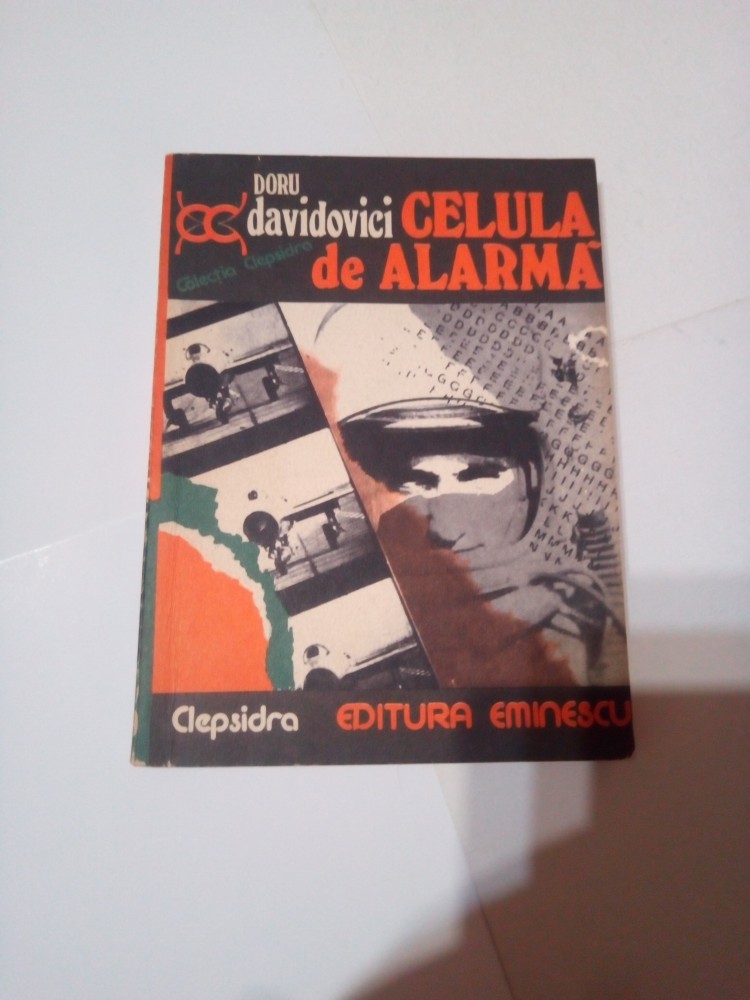 DORU
davidovici CELULA
de ALARMĂ
Colecția Clepsidra
Clepsidra EDITURA EMINESCU